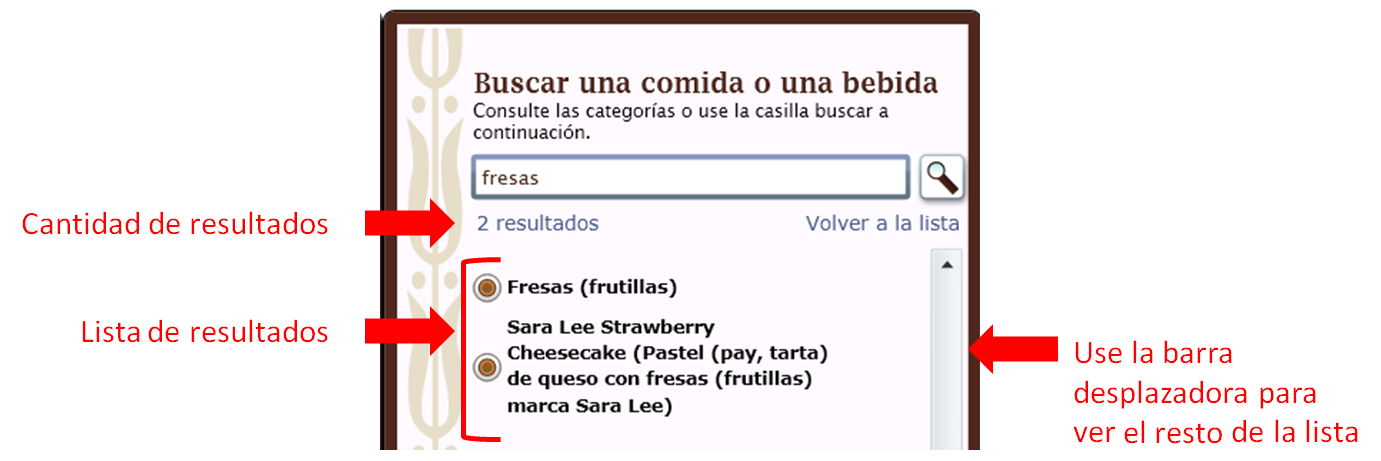 Buscar una comida o una bebida
Consulte las categorías o use la casilla buscar a
continuación.
fresas
Cantidad de resultados
2 resultados
Volver a la lista
Lista de resultados
Fresas (frutillas)
Sara Lee Strawberry
Cheesecake (Pastel (pay, tarta)
de queso con fresas (frutillas)
marca Sara Lee)
Use la barra
desplazadora para
ver el resto de la lista